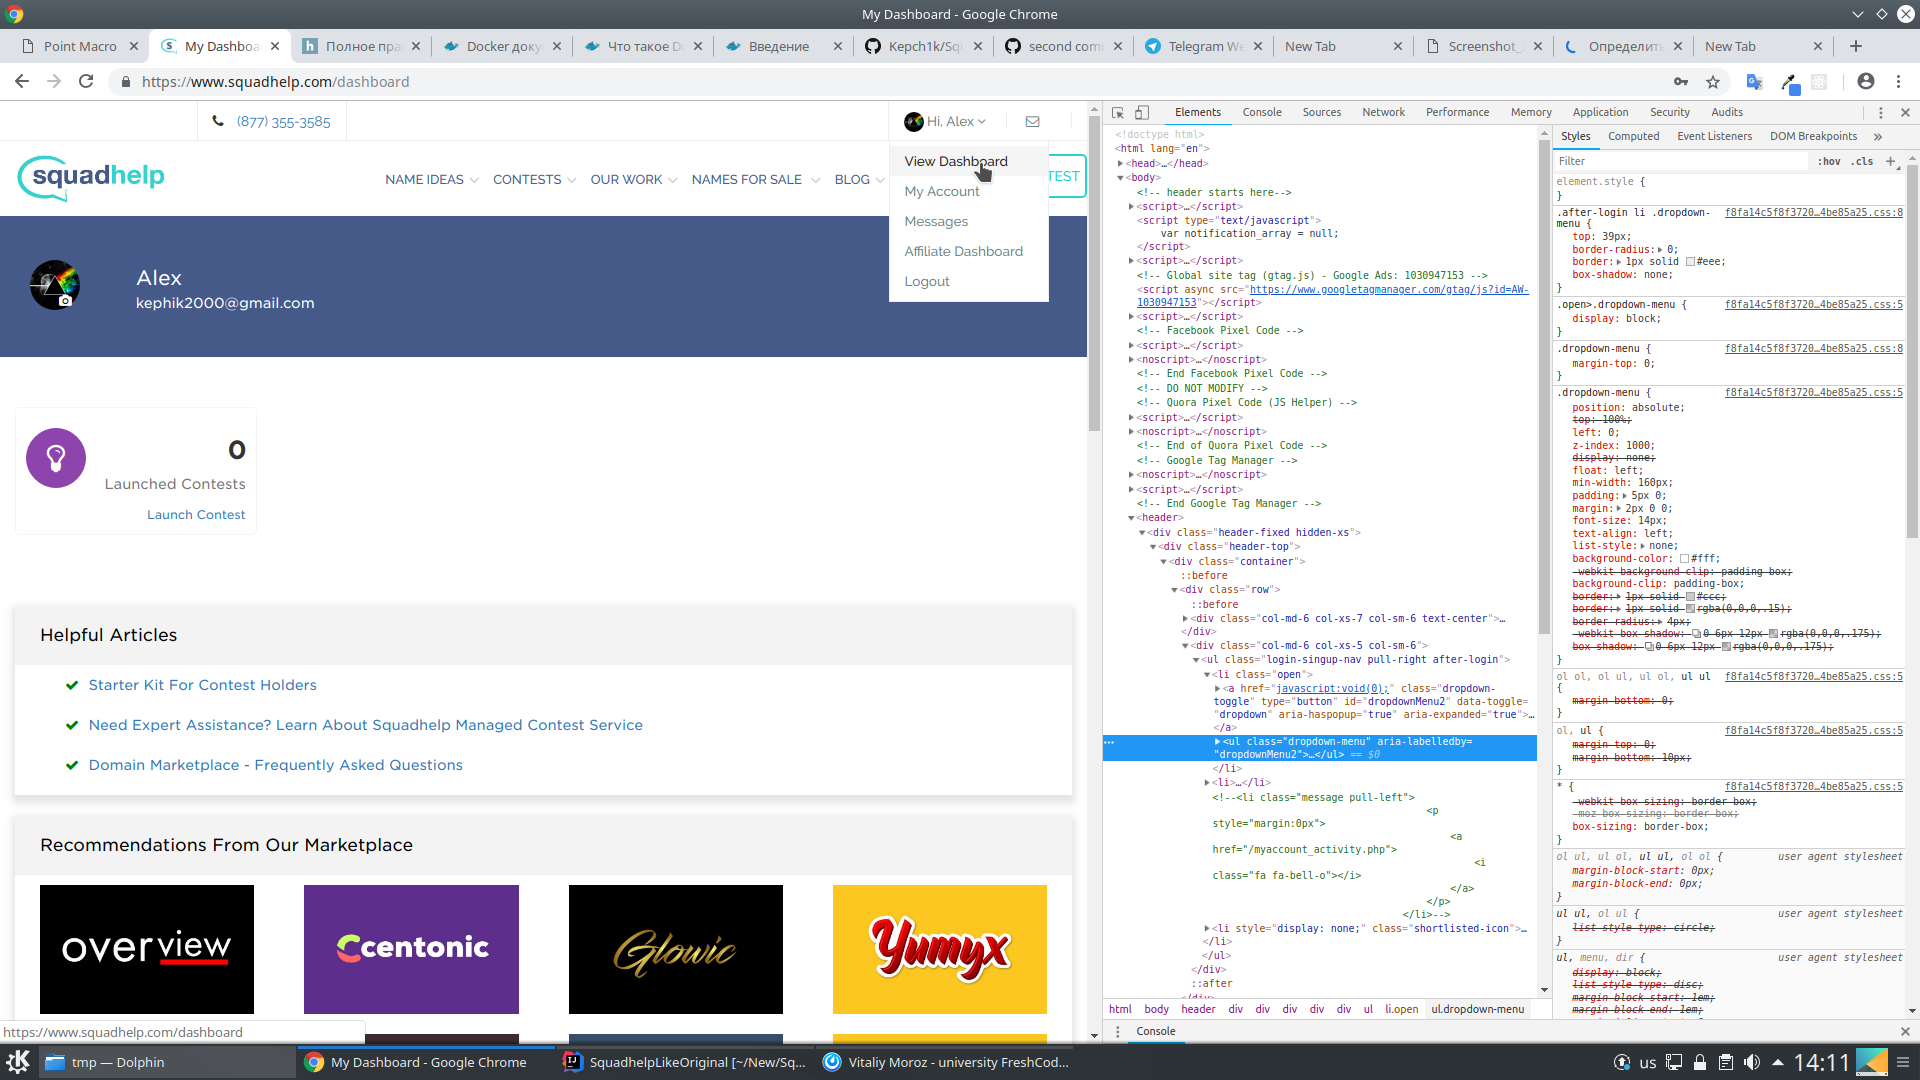 My Dashboard - Google Chrome
Point Macro
My Dashboa
Полное пра
Docker доку
Что такое D
Введение
Kepch1k/Squ
second com
Telegram We
New Tab
Screenshot_
Определить
New Tab
https://www.squadhelp.com/dashboard
(877) 355-3585
Hi, Alex
squadhelp
NAME IDEAS
CONTESTS
OUR WORK
NAMES FOR SALE
BLOG
TEST
View Dashboard
My Account
Messages
Affiliate Dashboard
Logout
Alex
kephik2000@gmail.com
0
Launched Contests
Launch Contest
Helpful Articles
Starter Kit For Contest Holders
Need Expert Assistance? Learn About Squadhelp Managed Contest Service
Domain Marketplace - Frequently Asked Questions
Recommendations From Our Marketplace
overview
centonic
Glowic
Yumyx
https://www.squadhelp.com/dashboard
Elements Console Sources Network Performance Memory Application Security Audits
<!doctype html>
<html lang="en">
<head>…</head>
<body>
<!-- header starts here-->
<script>…</script>
<script type="text/javascript">
var notification_array = null;
</script>
<script>…</script>
<!-- Global site tag (gtag.js) - Google Ads: 1030947153 -->
<script async src="https://www.googletagmanager.com/gtag/js?id=AW-
1030947153"></script>
<script>…</script>
<!-- Facebook Pixel Code -->
<script>…</script>
<noscript>…</noscript>
<!-- End Facebook Pixel Code -->
<!-- DO NOT MODIFY -->
<!-- Quora Pixel Code (JS Helper) -->
<script>…</script>
<noscript>…</noscript>
<!-- End of Quora Pixel Code -->
<!-- Google Tag Manager -->
<noscript>…</noscript>
<script>…</script>
<!-- End Google Tag Manager -->
<header>
<div class="header-fixed hidden-xs">
<div class="header-top">
<div class="container">
::before
<div class="row">
::before
<div class="col-md-6 col-xs-7 col-sm-6 text-center">…
</div>
<div class="col-md-6 col-xs-5 col-sm-6">
<ul class="login-singup-nav pull-right after-login">
<li class="open">
<a href="javascript:void(0);" class="dropdown-
toggle" type="button" id="dropdownMenu2" data-toggle=
"dropdown" aria-haspopup="true" aria-expanded="true">…
</a>
<ul class="dropdown-menu" aria-labelledby=
"dropdownMenu2">…</ul> == $0
</li>
<li>…</li>
<!--<li class="message pull-left">
<p
style="margin:0px">
<a
href="/myaccount_activity.php">
<i
class="fa fa-bell-o"></i>
</a>
</p>
</li>-->
<li style="display: none;" class="shortlisted-icon">…
</li>
</ul>
</div>
::after
</div>
html body header div div div div div ul li.open ul.dropdown-menu
Console
Styles Computed Event Listeners DOM Breakpoints »
Filter :hov .cls +
element.style {
}
.after-login li .dropdown- f8fa14c5f8f3720…4be85a25.css:8
menu {
top: 39px;
border-radius: 0;
border: 1px solid #eee;
box-shadow: none;
}
.open>.dropdown-menu { f8fa14c5f8f3720…4be85a25.css:5
display: block;
}
.dropdown-menu { f8fa14c5f8f3720…4be85a25.css:8
margin-top: 0;
}
.dropdown-menu { f8fa14c5f8f3720…4be85a25.css:5
position: absolute;
top: 100%;
left: 0;
z-index: 1000;
display: none;
float: left;
min-width: 160px;
padding: 5px 0;
margin: 2px 0 0;
font-size: 14px;
text-align: left;
list-style: none;
background-color: #fff;
-webkit-background-clip: padding-box;
background-clip: padding-box;
border: 1px solid #ccc;
border: 1px solid rgba(0,0,0,.15);
border-radius: 4px;
-webkit-box-shadow: 0 6px 12px rgba(0,0,0,.175);
box-shadow: 0 6px 12px rgba(0,0,0,.175);
}
ol ol, ol ul, ul ol, ul ul f8fa14c5f8f3720…4be85a25.css:5
{
margin-bottom: 0;
}
ol, ul { f8fa14c5f8f3720…4be85a25.css:5
margin-top: 0;
margin-bottom: 10px;
}
* { f8fa14c5f8f3720…4be85a25.css:5
-webkit-box-sizing: border-box;
-moz-box-sizing: border-box;
box-sizing: border-box;
}
ol ul, ul ol, ul ul, ol ol { user agent stylesheet
margin-block-start: 0px;
margin-block-end: 0px;
}
ul ul, ol ul { user agent stylesheet
list-style-type: circle;
}
ul, menu, dir { user agent stylesheet
display: block;
list-style-type: disc;
margin-block-start: 1em;
margin-block-end: 1em;
tmp — Dolphin
My Dashboard - Google Chrome
SquadhelpLikeOriginal [~/New/Sq...
Vitaliy Moroz - university FreshCod...
us
14:11